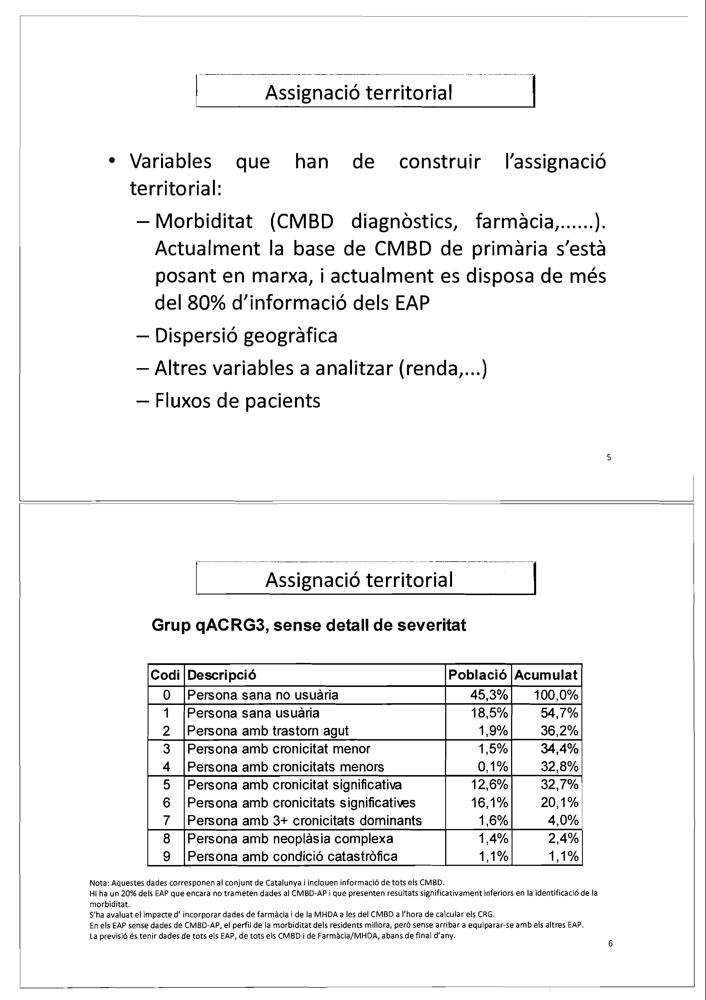 Assignació territorial
• Variables que han de construir l'assignació
territorial:
– Morbiditat (CMBD diagnòstics, farmàcia,......).
Actualment la base de CMBD de primària s'està
posant en marxa, i actualment es disposa de més
del 80% d'informació dels EAP
– Dispersió geogràfica
– Altres variables a analitzar (renda,...)
– Fluxos de pacients
5
Assignació territorial
Grup qACRG3, sense detall de severitat
Codi Descripció Població Acumulat
0 Persona sana no usuària 45,3% 100,0%
1 Persona sana usuària 18,5% 54,7%
2 Persona amb trastorn agut 1,9% 36,2%
3 Persona amb cronicitat menor 1,5% 34,4%
4 Persona amb cronicitats menors 0,1% 32,8%
5 Persona amb cronicitat significativa 12,6% 32,7%
6 Persona amb cronicitats significatives 16,1% 20,1%
7 Persona amb 3+ cronicitats dominants 1,6% 4,0%
8 Persona amb neoplàsia complexa 1,4% 2,4%
9 Persona amb condició catastròfica 1,1% 1,1%
Nota: Aquestes dades corresponen al conjunt de Catalunya i inclouen informació de tots els CMBD.
Hi ha un 20% dels EAP que encara no trameten dades al CMBD-AP i que presenten resultats significativament inferiors en la identificació de la
morbiditat.
S'ha avaluat el impacte d' incorporar dades de farmàcia i de la MHDA a les del CMBD a l'hora de calcular els CRG.
En els EAP sense dades de CMBD-AP, el perfil de la morbiditat dels residents millora, però sense arribar a equiparar-se amb els altres EAP.
La previsió és tenir dades de tots els EAP, de tots els CMBD i de Farmàcia/MHDA, abans de final d'any.
6